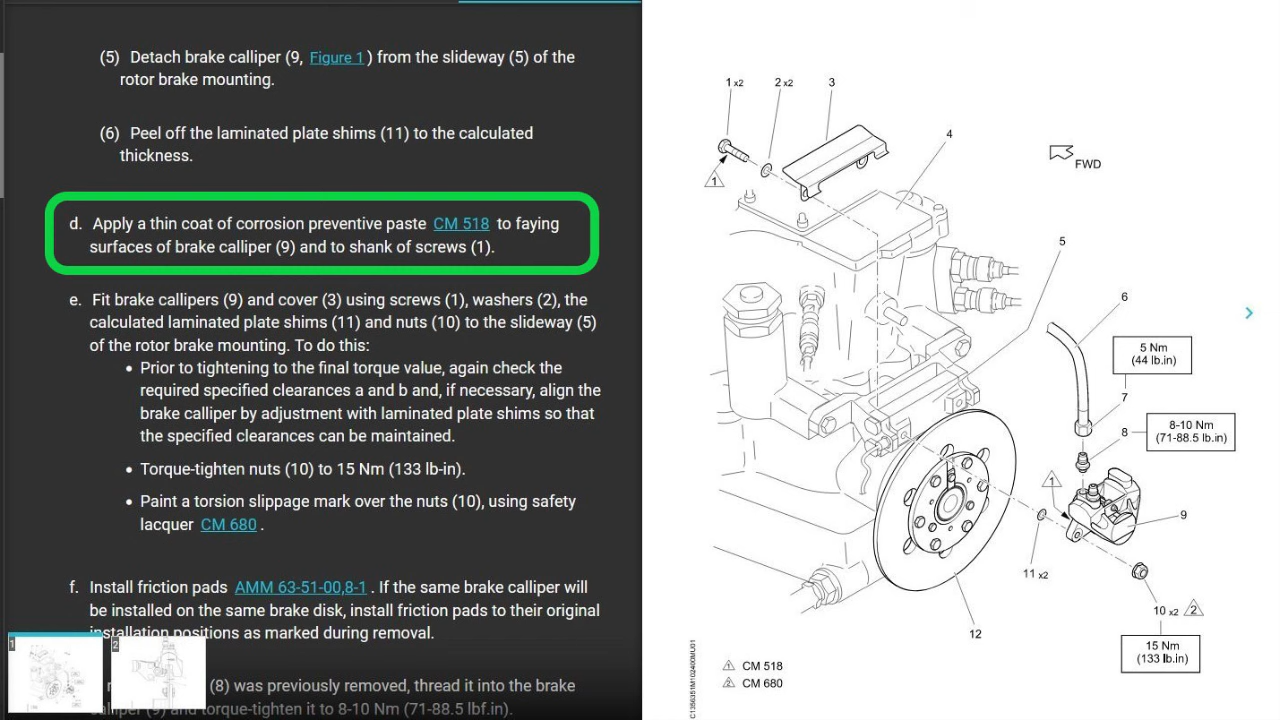 (5) Detach brake calliper (9, Figure 1 ) from the slideway (5) of the
rotor brake mounting.
(6) Peel off the laminated plate shims (11) to the calculated
thickness.
d. Apply a thin coat of corrosion preventive paste CM 518 to faying
surfaces of brake calliper (9) and to shank of screws (1).
e. Fit brake callipers (9) and cover (3) using screws (1), washers (2), the
calculated laminated plate shims (11) and nuts (10) to the slideway (5)
of the rotor brake mounting. To do this:
• Prior to tightening to the final torque value, again check the
required specified clearances a and b and, if necessary, align the
brake calliper by adjustment with laminated plate shims so that
the specified clearances can be maintained.
• Torque-tighten nuts (10) to 15 Nm (133 lb-in).
• Paint a torsion slippage mark over the nuts (10), using safety
lacquer CM 680 .
f. Install friction pads AMM 63-51-00,8-1 . If the same brake calliper will
be installed on the same brake disk, install friction pads to their original
installation positions as marked during removal.
(8) was previously removed, thread it into the brake
calliper (9) and torque-tighten it to 8-10 Nm (71-88.5 lbf.in).
1
2
1 x2
2 x2
3
4
FWD
1
5
6
5 Nm
(44 lb.in)
7
8
8-10 Nm
(71-88.5 lb.in)
1
9
11 x2
10 x2 2
12
15 Nm
(133 lb.in)
1 CM 518
2 CM 680